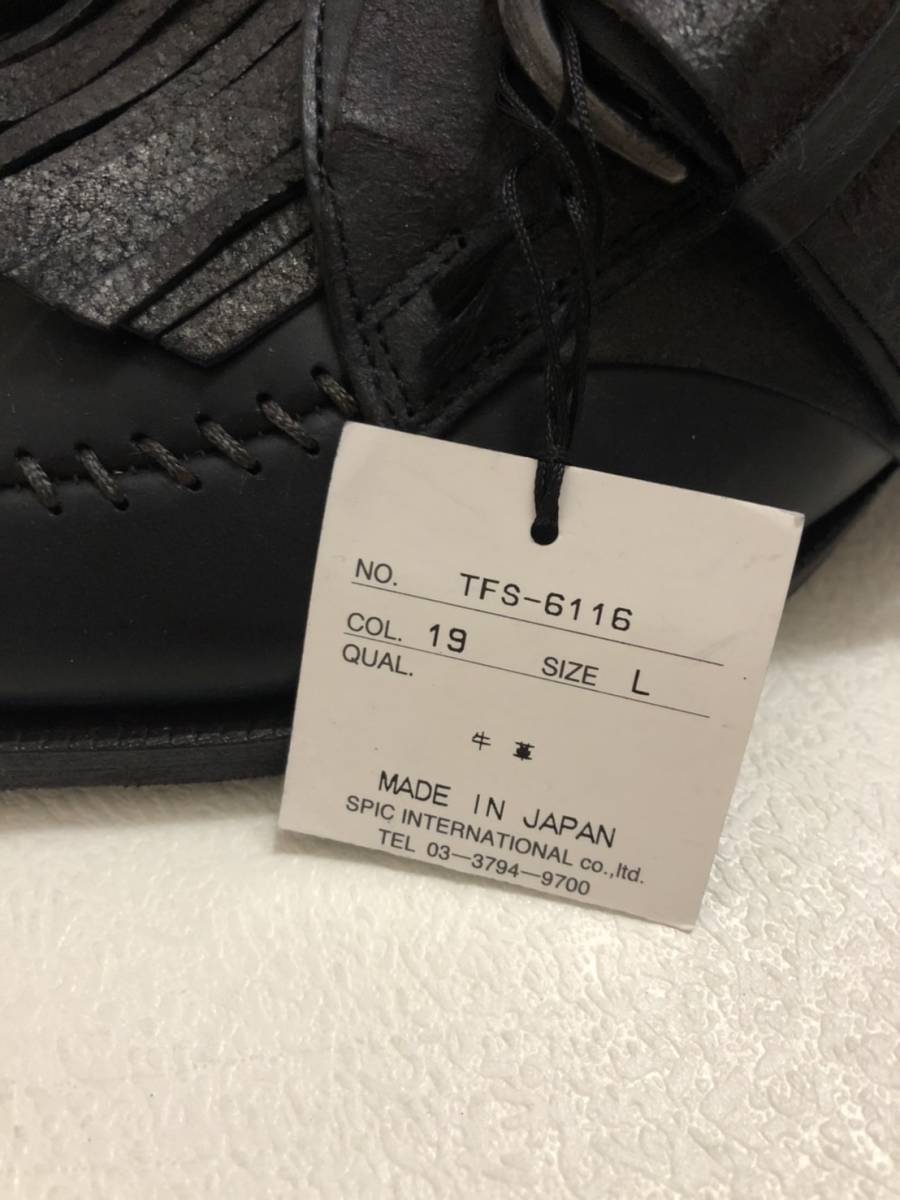 NO. TFS-6116
COL. 19 SIZE L
QUAL.
牛 革
MADE IN JAPAN
SPIC INTERNATIONAL co.,ltd.
TEL 03—3794—9700